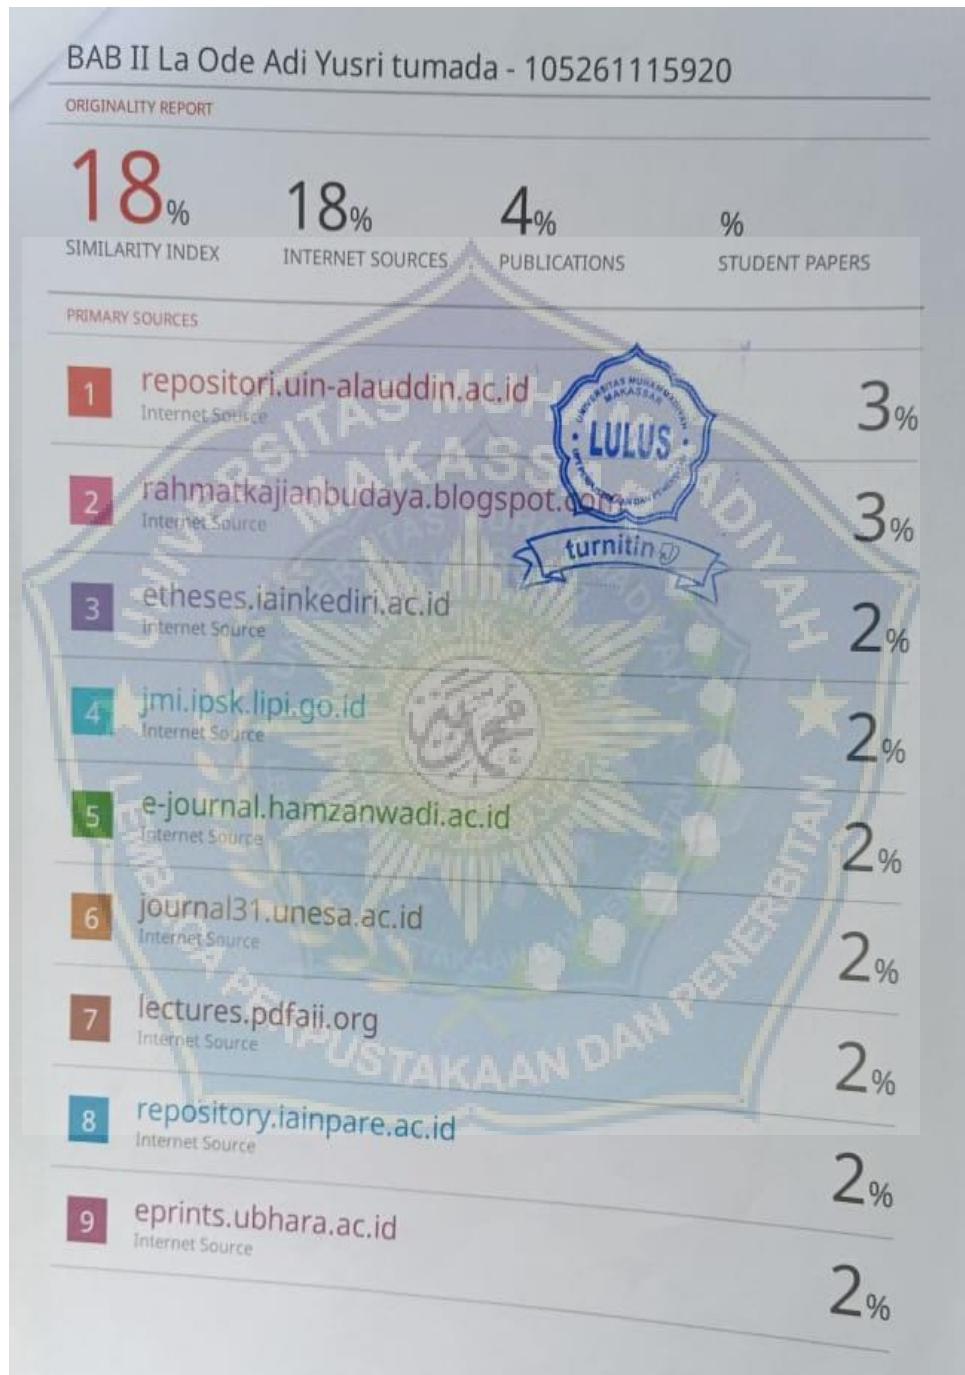 BAB II La Ode Adi Yusri tumada - 105261115920
ORIGINALITY REPORT
18% 18% 4% %
SIMILARITY INDEX INTERNET SOURCES PUBLICATIONS STUDENT PAPERS
PRIMARY SOURCES
1 repositori.uin-alauddin.ac.id 3%
Internet Source
2 rahmatkajianbudaya.blogspot.com 3%
Internet Source
3 etheses.iainkediri.ac.id 2%
Internet Source
4 jmi.ipsk.lipi.go.id 2%
Internet Source
5 e-journal.hamzanwadi.ac.id 2%
Internet Source
6 journal31.unesa.ac.id 2%
Internet Source
7 lectures.pdfaii.org 2%
Internet Source
8 repository.iainpare.ac.id 2%
Internet Source
9 eprints.ubhara.ac.id 2%
Internet Source
UNIVERSITAS MUHAMMADIYAH
MAKASSAR
LULUS
turnitin
UNIVERSITAS MUHAMMADIYAH
MAKASSAR
LEMBAGA PERPUSTAKAAN DAN PENERBITAN